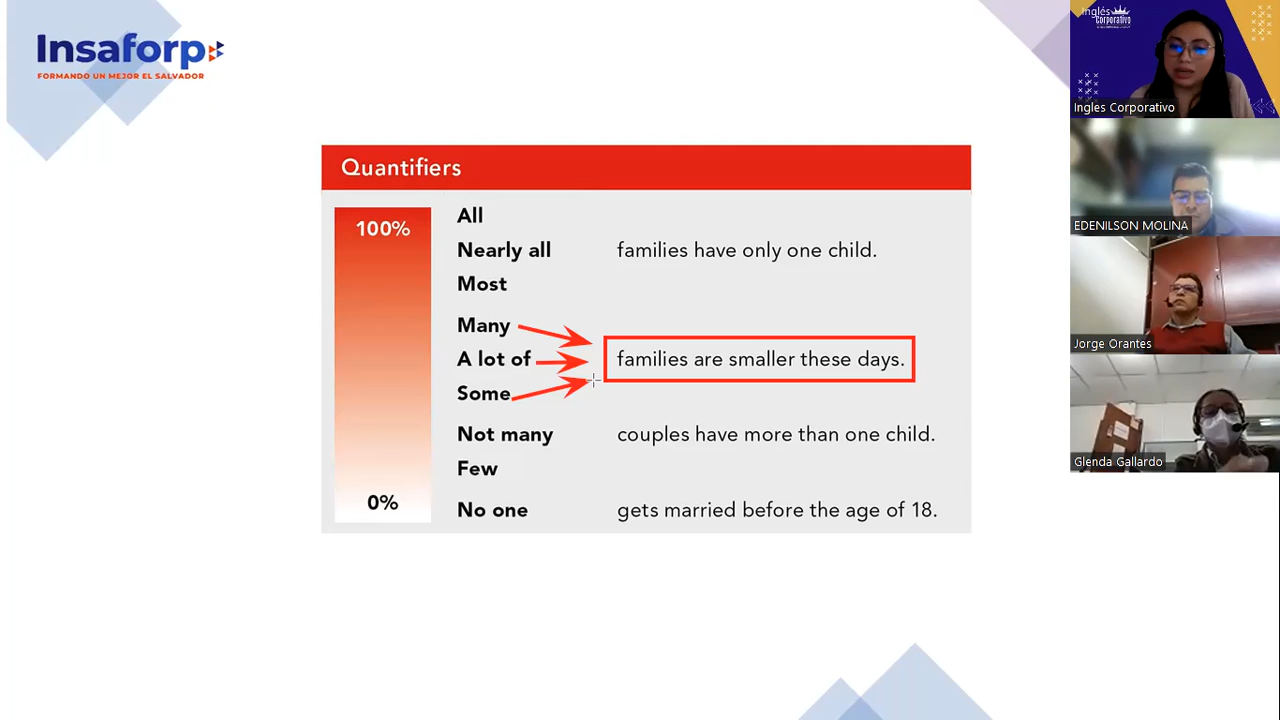 Insaforp
FORMANDO UN MEJOR EL SALVADOR
Quantifiers
100%
All
Nearly all families have only one child.
Most
Many
A lot of families are smaller these days.
Some
Not many couples have more than one child.
Few
0%
No one gets married before the age of 18.
Inglés
corporativo
Ingles Corporativo
EDENILSON MOLINA
Jorge Orantes
Glenda Gallardo